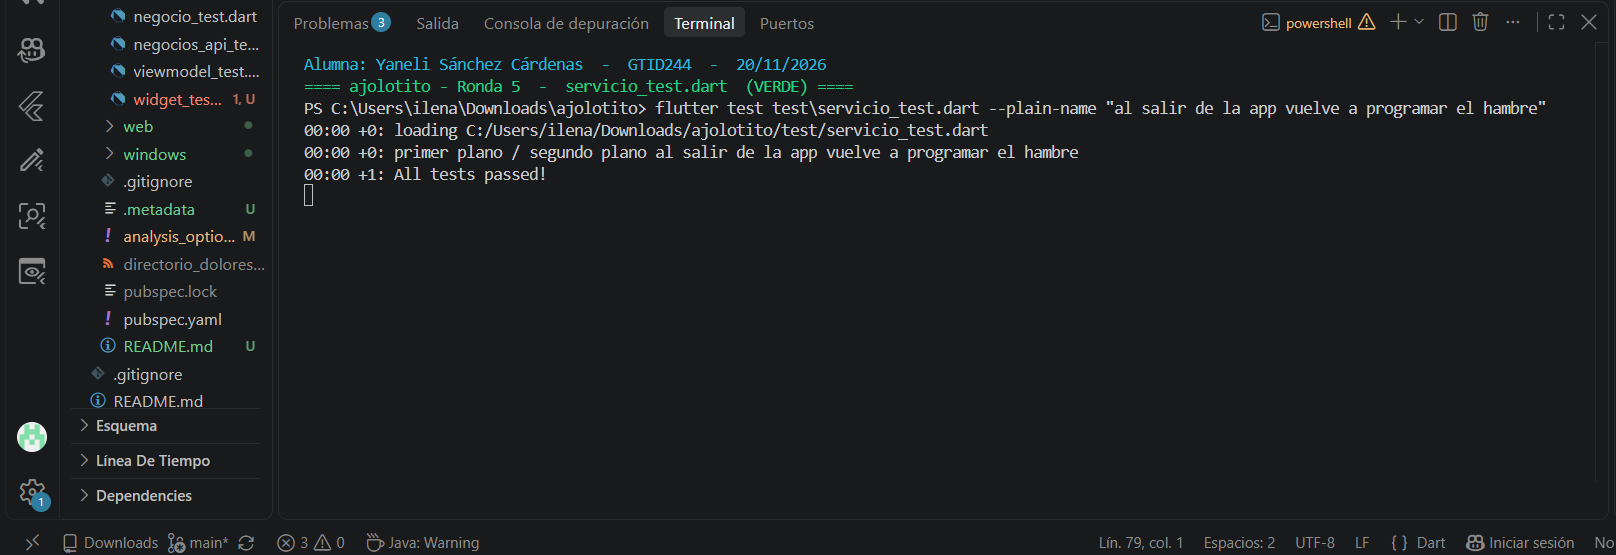 negocio_test.dart
negocios_api_te...
viewmodel_test....
widget_tes... 1, U
web
windows
.gitignore
.metadata U
analysis_optio... M
directorio_dolores...
pubspec.lock
pubspec.yaml
README.md U
.gitignore
README.md
Esquema
Línea De Tiempo
Dependencies
1
Problemas 3 Salida Consola de depuración Terminal Puertos
powershell
Alumna: Yaneli Sánchez Cárdenas - GTID244 - 20/11/2026
==== ajolotito - Ronda 5 - servicio_test.dart (VERDE) ====
PS C:\Users\ilena\Downloads\ajolotito> flutter test test\servicio_test.dart --plain-name "al salir de la app vuelve a programar el hambre"
00:00 +0: loading C:/Users/ilena/Downloads/ajolotito/test/servicio_test.dart
00:00 +0: primer plano / segundo plano al salir de la app vuelve a programar el hambre
00:00 +1: All tests passed!
Downloads main* 3 0 Java: Warning Lín. 79, col. 1 Espacios: 2 UTF-8 LF { } Dart Iniciar sesión No